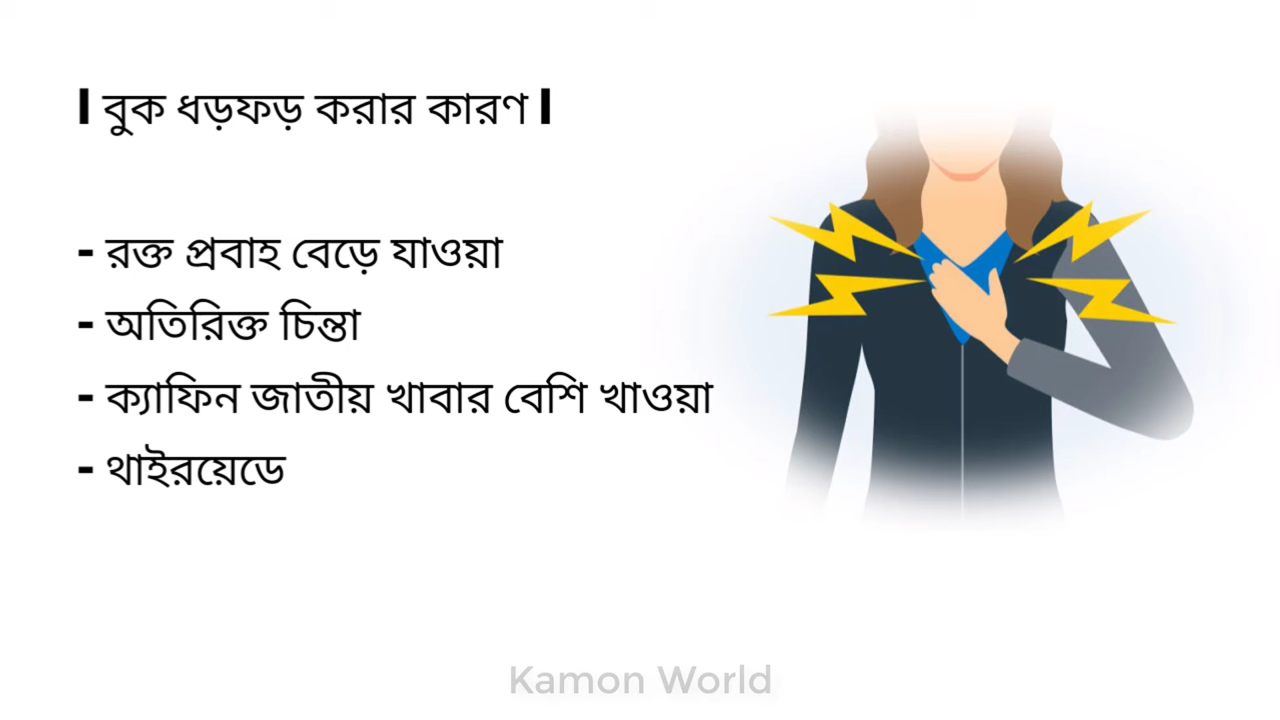 । বুক ধড়ফড় করার কারণ ।
- রক্ত প্রবাহ বেড়ে যাওয়া
- অতিরিক্ত চিন্তা
- ক্যাফিন জাতীয় খাবার বেশি খাওয়া
- থাইরয়েডে
Kamon World